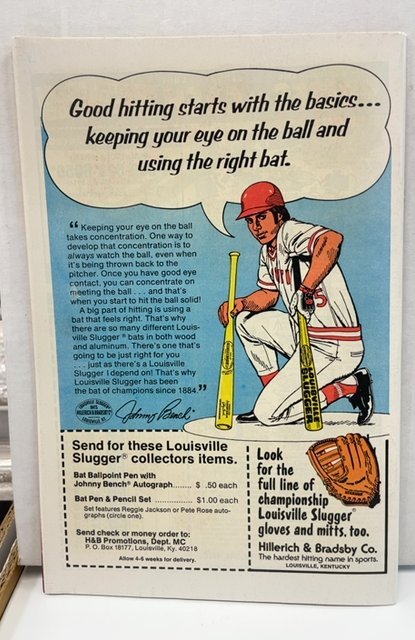 Good hitting starts with the basics...
keeping your eye on the ball and
using the right bat.
“ Keeping your eye on the ball
takes concentration. One way to
develop that concentration is to
always watch the ball, even when
it's being thrown back to the
pitcher. Once you have good eye
contact, you can concentrate on
meeting the ball . . . and that's
when you start to hit the ball solid!
A big part of hitting is using a
bat that feels right. That's why
there are so many different Louis-
ville Slugger® bats in both wood
and aluminum. There's one that's
going to be just right for you
. . . just as there's a Louisville
Slugger I depend on! That's why
Louisville Slugger has been
the bat of champions since 1884.”
Johnny Bench
5
LOUISVILLE
SLUGGER
Send for these Louisville
Slugger® collectors items.
Bat Ballpoint Pen with
Johnny Bench® Autograph....... $ .50 each
Bat Pen & Pencil Set .............. $1.00 each
Set features Reggie Jackson or Pete Rose auto-
graphs (circle one).
Send check or money order to:
H&B Promotions, Dept. MC
P. O. Box 18177, Louisville, Ky. 40218
Allow 4-6 weeks for delivery.
Look
for the
full line of
championship
Louisville Slugger®
gloves and mitts, too.
Hillerich & Bradsby Co.
The hardest hitting name in sports.
LOUISVILLE, KENTUCKY